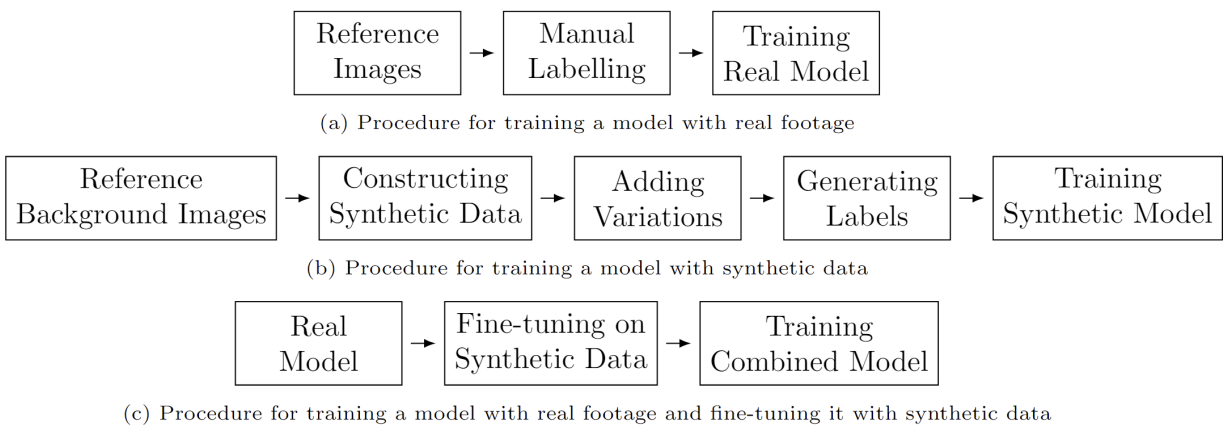 Reference
Images
Manual
Labelling
Training
Real Model
(a) Procedure for training a model with real footage
Reference
Background Images
Constructing
Synthetic Data
Adding
Variations
Generating
Labels
Training
Synthetic Model
(b) Procedure for training a model with synthetic data
Real
Model
Fine-tuning on
Synthetic Data
Training
Combined Model
(c) Procedure for training a model with real footage and fine-tuning it with synthetic data